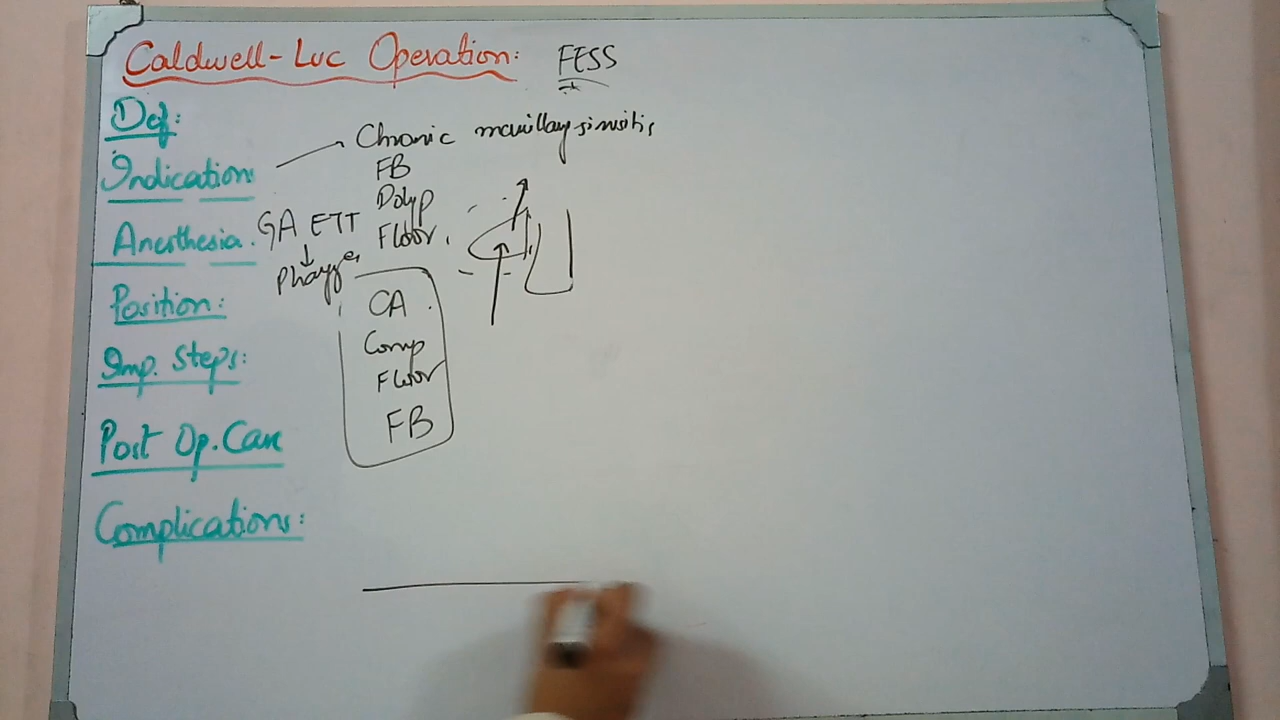 Caldwell-Luc Operation: FESS
Def:
Indication Chronic maxillary sinusitis
FB
Polyp
Anesthesia. GA ETT Floor
Position:
CA
Imp. Steps: Comp
Floor
Post Op. Care FB
Complications: